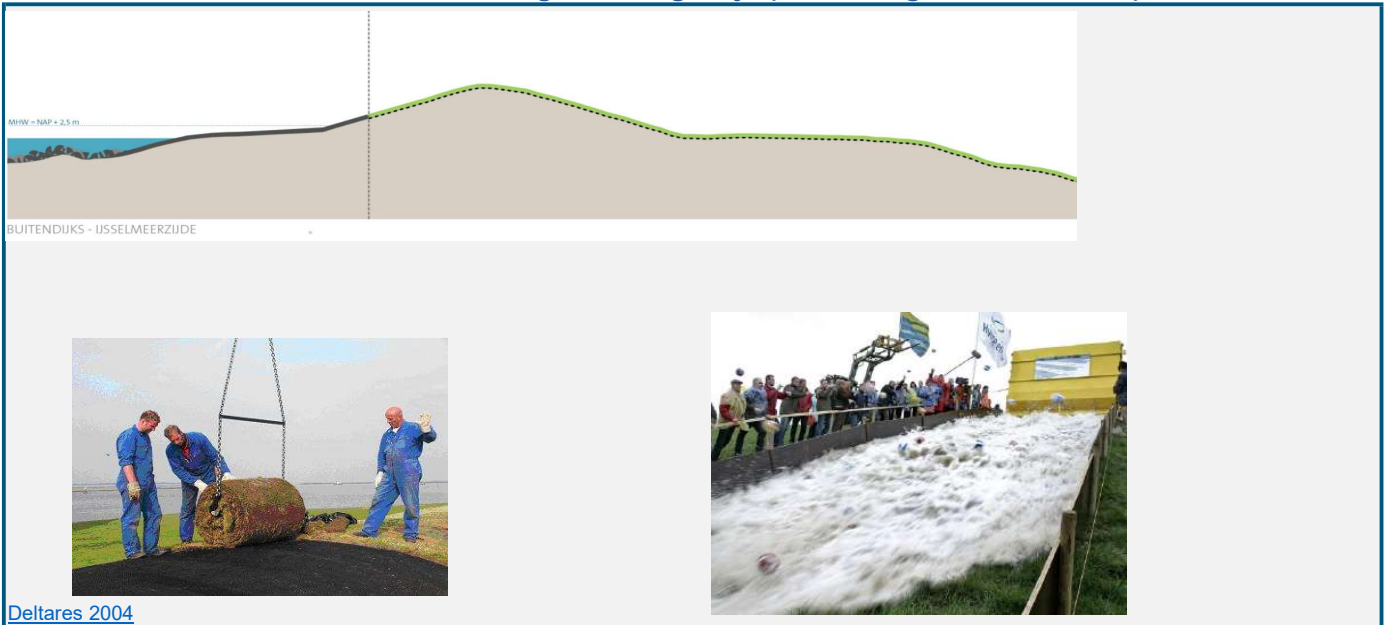 MHW = NAP + 2,5 m
BUITENDIJKS - IJSSELMEERZIJDE
Deltares 2004